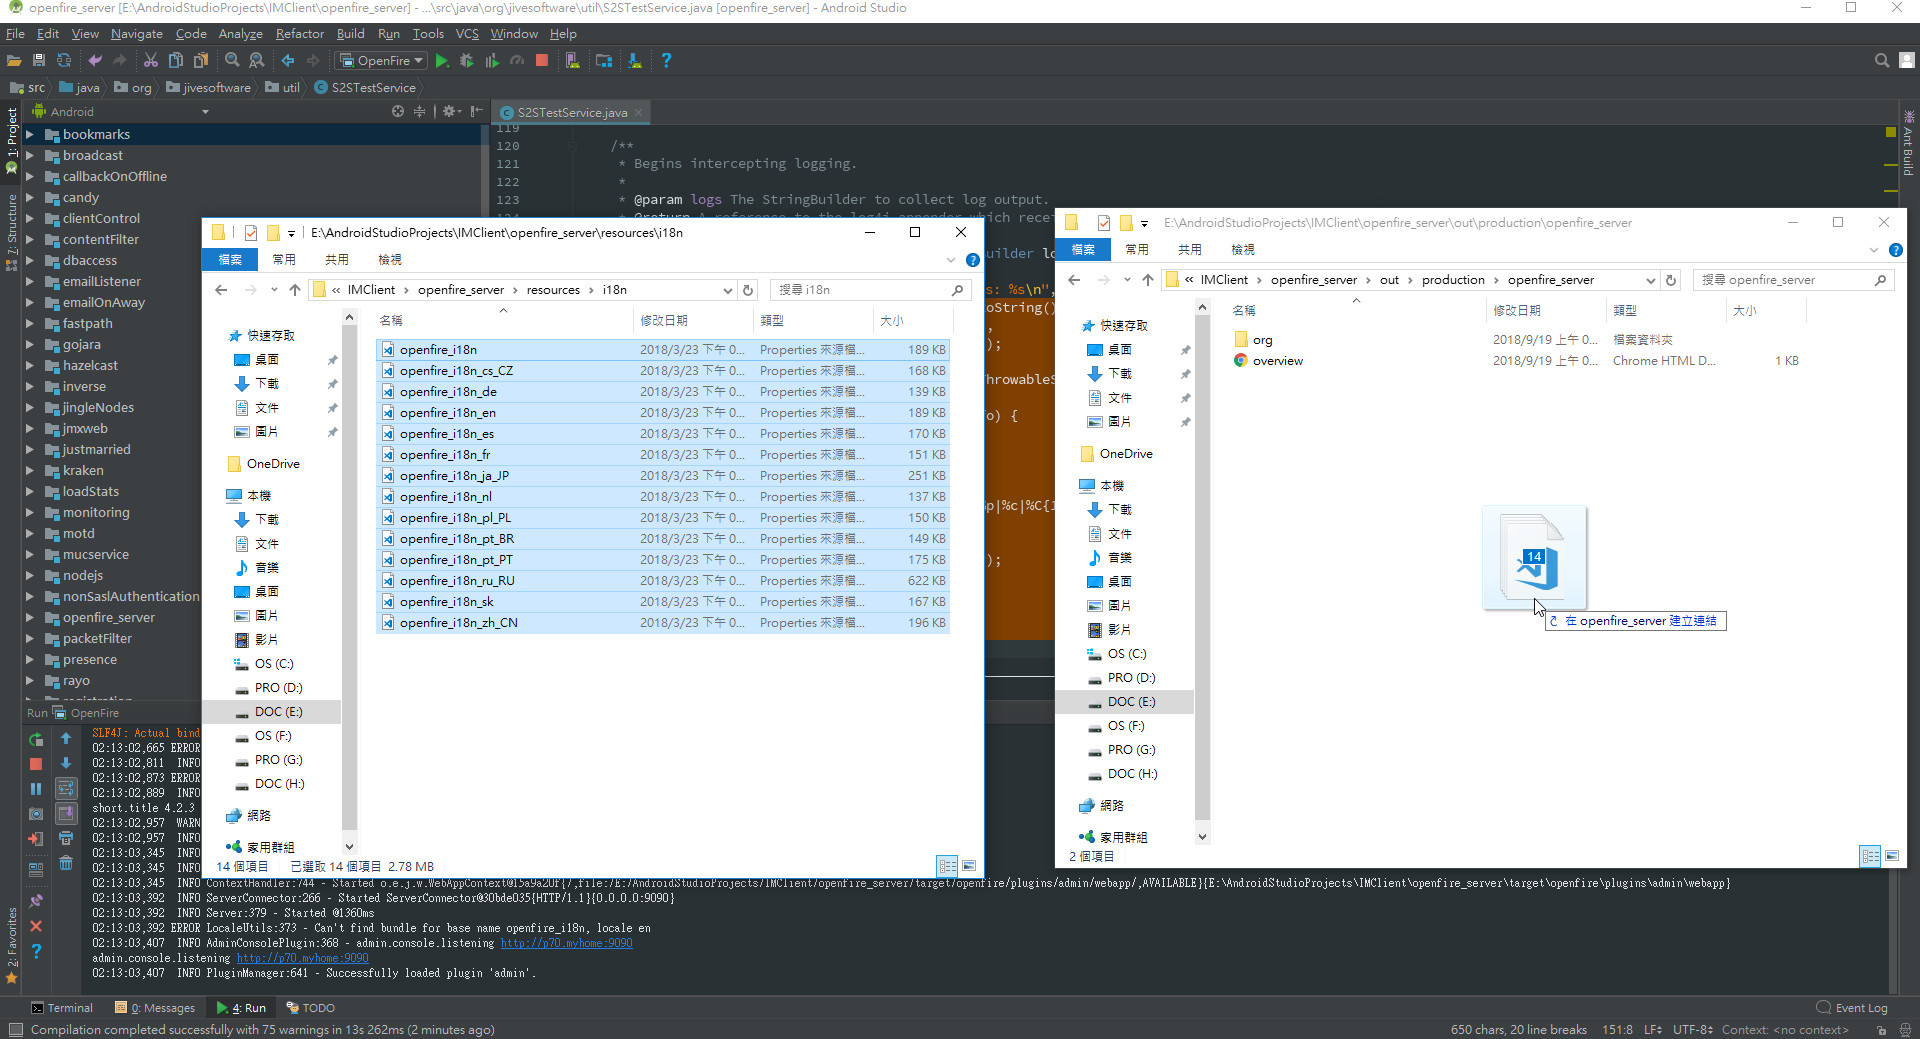 openfire_server [E:\AndroidStudioProjects\IMClient\openfire_server] - ...\src\java\org\jivesoftware\util\S2STestService.java [openfire_server] - Android Studio
File Edit View Navigate Code Analyze Refactor Build Run Tools VCS Window Help
OpenFire
src java org jivesoftware util S2STestService
Android
S2STestService.java
1: Project
7: Structure
2: Favorites
Ant Build
bookmarks
broadcast
callbackOnOffline
candy
clientControl
contentFilter
dbaccess
emailListener
emailOnAway
fastpath
gojara
hazelcast
inverse
jingleNodes
jmxweb
justmarried
kraken
loadStats
monitoring
motd
mucservice
nodejs
nonSaslAuthentication
openfire_server
packetFilter
presence
rayo
119
120 /**
121 * Begins intercepting logging.
122 *
123 * @param logs The StringBuilder to collect log output.
124 * @return A reference to the log4j appender which recei
uilder lo
s: %s\n",
oString()
,
);
ThrowableS
o) {
p|%c|%C{1
);
E:\AndroidStudioProjects\IMClient\openfire_server\resources\i18n
檔案 常用 共用 檢視
« IMClient › openfire_server › resources › i18n
搜尋 i18n
名稱 修改日期 類型 大小
快速存取
桌面
下載
文件
圖片
OneDrive
本機
下載
文件
音樂
桌面
圖片
影片
OS (C:)
PRO (D:)
DOC (E:)
OS (F:)
PRO (G:)
DOC (H:)
網路
家用群組
openfire_i18n 2018/3/23 下午 0... Properties 來源檔... 189 KB
openfire_i18n_cs_CZ 2018/3/23 下午 0... Properties 來源檔... 168 KB
openfire_i18n_de 2018/3/23 下午 0... Properties 來源檔... 139 KB
openfire_i18n_en 2018/3/23 下午 0... Properties 來源檔... 189 KB
openfire_i18n_es 2018/3/23 下午 0... Properties 來源檔... 170 KB
openfire_i18n_fr 2018/3/23 下午 0... Properties 來源檔... 151 KB
openfire_i18n_ja_JP 2018/3/23 下午 0... Properties 來源檔... 251 KB
openfire_i18n_nl 2018/3/23 下午 0... Properties 來源檔... 137 KB
openfire_i18n_pl_PL 2018/3/23 下午 0... Properties 來源檔... 150 KB
openfire_i18n_pt_BR 2018/3/23 下午 0... Properties 來源檔... 149 KB
openfire_i18n_pt_PT 2018/3/23 下午 0... Properties 來源檔... 175 KB
openfire_i18n_ru_RU 2018/3/23 下午 0... Properties 來源檔... 622 KB
openfire_i18n_sk 2018/3/23 下午 0... Properties 來源檔... 167 KB
openfire_i18n_zh_CN 2018/3/23 下午 0... Properties 來源檔... 196 KB
14 個項目 已選取 14 個項目 2.78 MB
E:\AndroidStudioProjects\IMClient\openfire_server\out\production\openfire_server
檔案 常用 共用 檢視
« IMClient › openfire_server › out › production › openfire_server
搜尋 openfire_server
名稱 修改日期 類型 大小
快速存取
桌面
下載
文件
圖片
OneDrive
本機
下載
文件
音樂
桌面
圖片
影片
OS (C:)
PRO (D:)
DOC (E:)
OS (F:)
PRO (G:)
DOC (H:)
網路
家用群組
org 2018/9/19 上午 0... 檔案資料夾
overview 2018/9/19 上午 0... Chrome HTML D... 1 KB
14
在 openfire_server 建立連結
2 個項目
Run OpenFire
SLF4J: Actual bind
02:13:02,665 ERROR
02:13:02,811 INFO
02:13:02,873 ERROR
02:13:02,889 INFO
short.title 4.2.3
02:13:02,957 WARN
02:13:02,957 INFO
02:13:03,345 INFO
02:13:03,345 INFO
02:13:03,345 INFO ContextHandler:744 - Started o.e.j.w.WebAppContext@15a9a20f{/,file:/E:/AndroidStudioProjects/IMClient/openfire_server/target/openfire/plugins/admin/webapp/,AVAILABLE}{E:\AndroidStudioProjects\IMClient\openfire_server\target\openfire\plugins\admin\webapp}
02:13:03,392 INFO ServerConnector:266 - Started ServerConnector@30bde035{HTTP/1.1}{0.0.0.0:9090}
02:13:03,392 INFO Server:379 - Started @1360ms
02:13:03,392 ERROR LocaleUtils:373 - Can't find bundle for base name openfire_i18n, locale en
02:13:03,407 INFO AdminConsolePlugin:368 - admin.console.listening http://p70.myhome:9090
admin.console.listening http://p70.myhome:9090
02:13:03,407 INFO PluginManager:641 - Successfully loaded plugin 'admin'.
Terminal 0: Messages 4: Run TODO Event Log
Compilation completed successfully with 75 warnings in 13s 262ms (2 minutes ago) 650 chars, 20 line breaks 151:8 LF÷ UTF-8÷ Context: <no context>